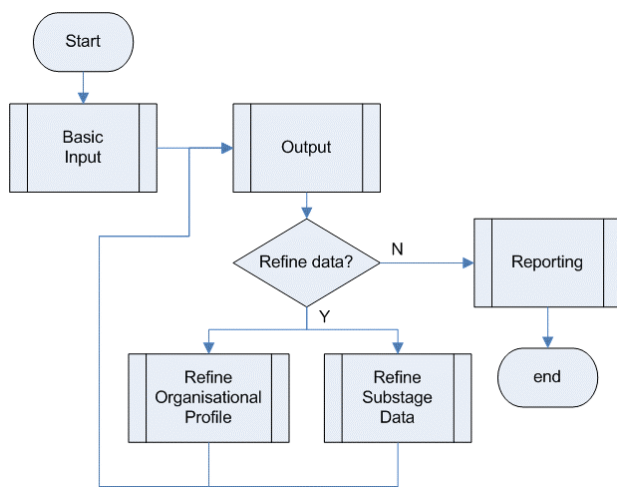 Start
Basic
Input
Output
Refine data?
N
Reporting
Y
Refine
Organisational
Profile
Refine
Substage
Data
end